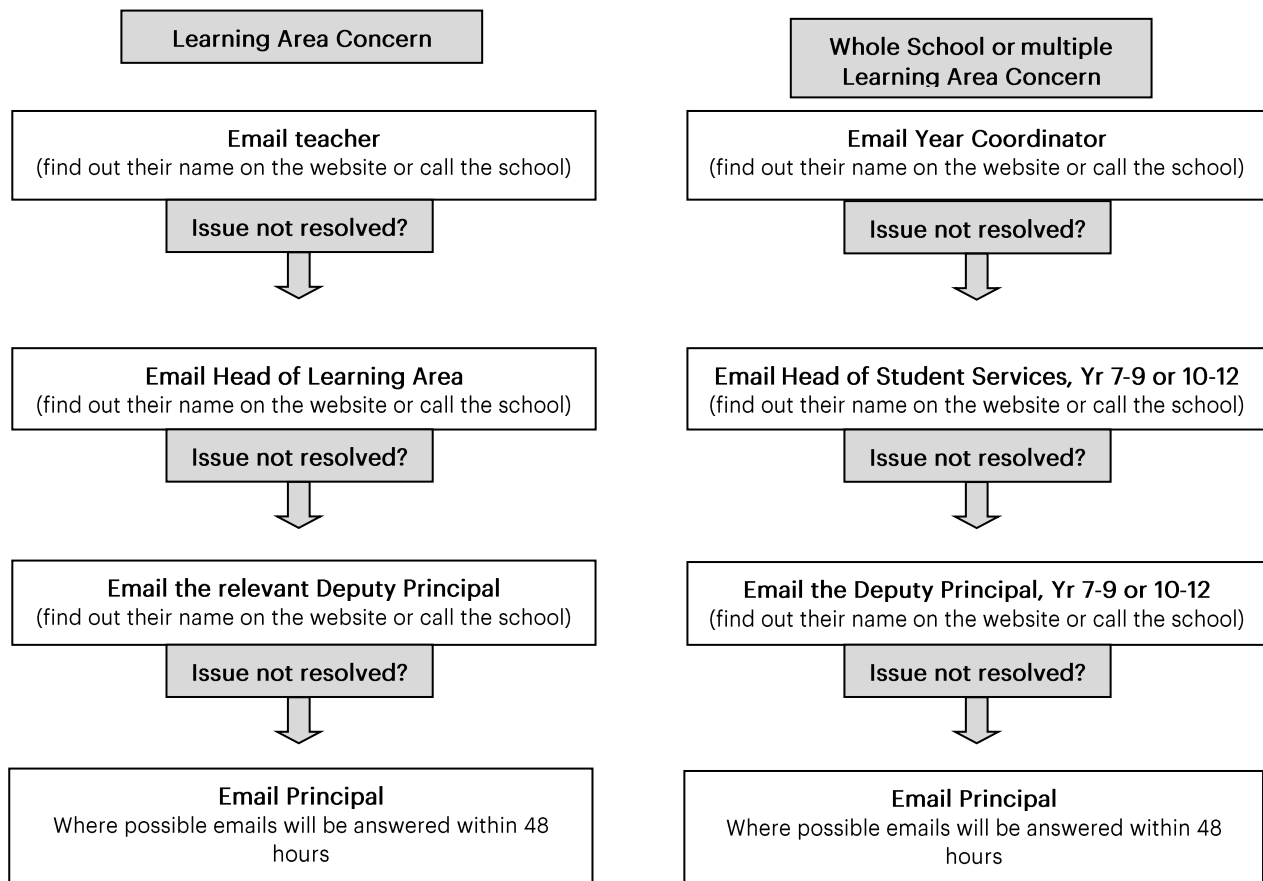 Learning Area Concern
Email teacher
(find out their name on the website or call the school)
Issue not resolved?
Email Head of Learning Area
(find out their name on the website or call the school)
Issue not resolved?
Email the relevant Deputy Principal
(find out their name on the website or call the school)
Issue not resolved?
Email Principal
Where possible emails will be answered within 48
hours
Whole School or multiple
Learning Area Concern
Email Year Coordinator
(find out their name on the website or call the school)
Issue not resolved?
Email Head of Student Services, Yr 7-9 or 10-12
(find out their name on the website or call the school)
Issue not resolved?
Email the Deputy Principal, Yr 7-9 or 10-12
(find out their name on the website or call the school)
Issue not resolved?
Email Principal
Where possible emails will be answered within 48
hours